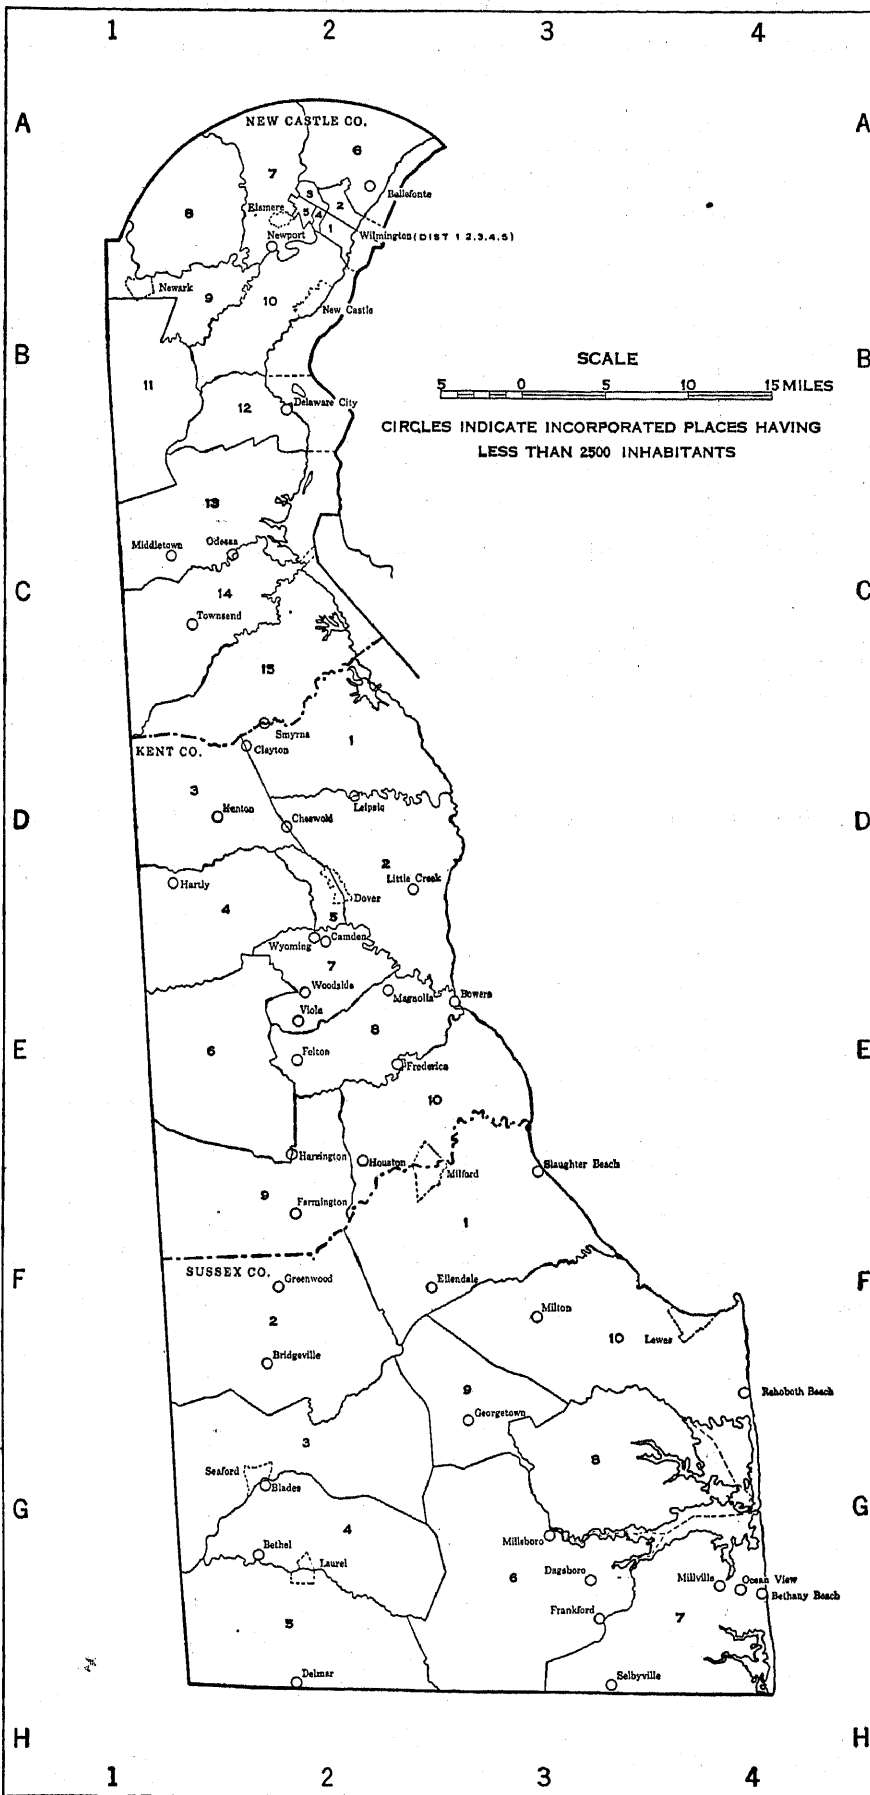 1 2 3 4
A A
NEW CASTLE CO.
6
7
8
Bellefonte
3
2
Elsmere
5 4
1
Wilmington (DIST 1 2,3,4,5)
Newport
Newark
9
10
New Castle
B B
SCALE
5 0 5 10 15 MILES
11
12
Delaware City
CIRCLES INDICATE INCORPORATED PLACES HAVING
LESS THAN 2500 INHABITANTS
13
Middletown
Odessa
C C
14
Townsend
15
Smyrna
1
KENT CO.
Clayton
3
Kenton
Leipsic
D D
Cheswold
2
Little Creek
Hartly
Dover
4
5
Wyoming
Camden
7
Woodside
Magnolia
Bowers
Viola
8
E E
6
Felton
Frederica
10
Harrington
Houston
Milford
Slaughter Beach
9
Farmington
1
SUSSEX CO.
F F
Greenwood
Ellendale
Milton
2
10
Lewes
Bridgeville
9
Rehoboth Beach
Georgetown
3
8
Seaford
Blades
G G
4
Millsboro
Bethel
Laurel
6
Dagsboro
Millville
Ocean View
Bethany Beach
Frankford
7
5
Delmar
Selbyville
H H
1 2 3 4